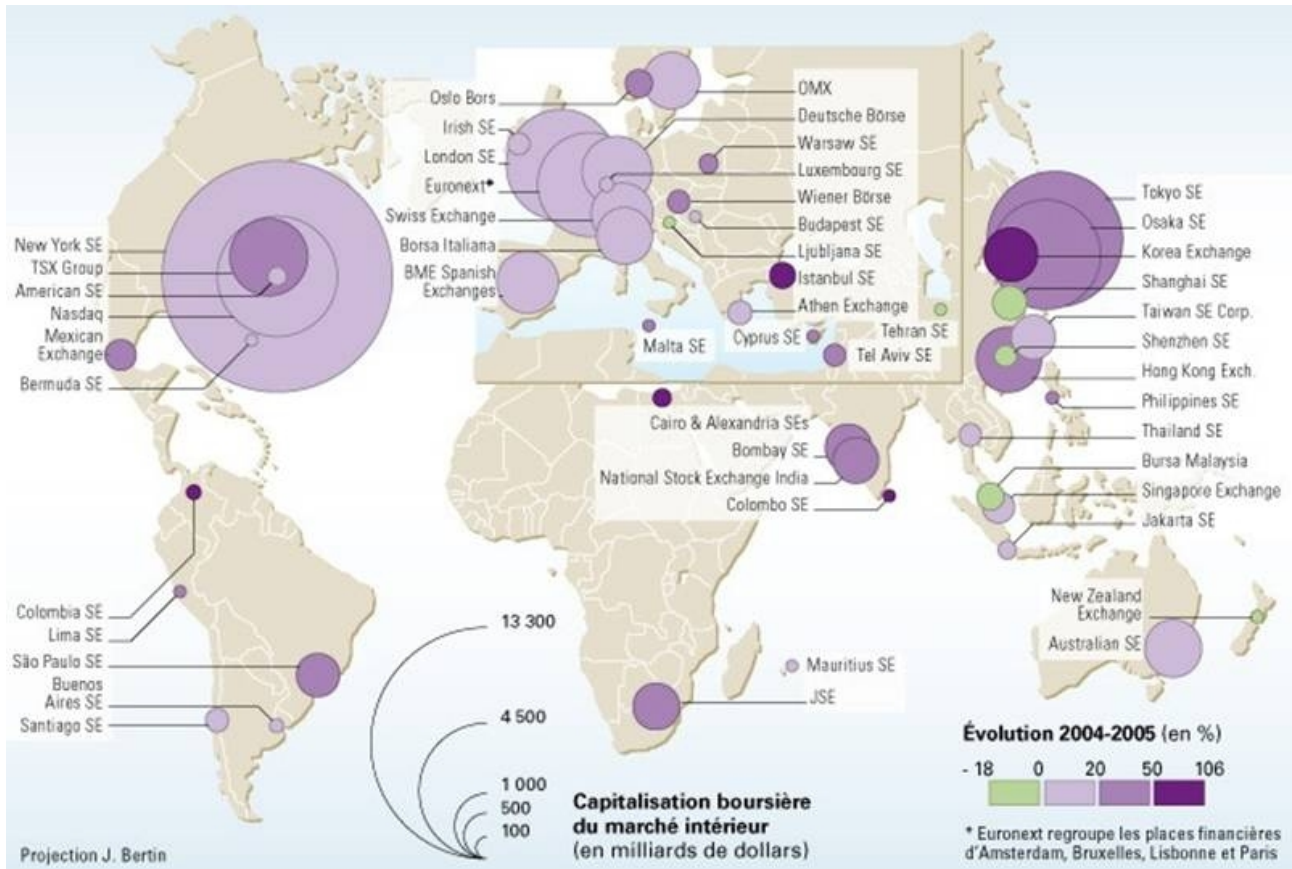 Oslo Bors
Irish SE
London SE
Euronext*
Swiss Exchange
Borsa Italiana
BME Spanish
Exchanges
OMX
Deutsche Börse
Warsaw SE
Luxembourg SE
Wiener Börse
Budapest SE
Ljubljana SE
Istanbul SE
Athen Exchange
Tehran SE
Malta SE
Cyprus SE
Tel Aviv SE
New York SE
TSX Group
American SE
Nasdaq
Mexican
Exchange
Bermuda SE
Tokyo SE
Osaka SE
Korea Exchange
Shanghai SE
Taiwan SE Corp.
Shenzhen SE
Hong Kong Exch.
Philippines SE
Thailand SE
Bursa Malaysia
Singapore Exchange
Jakarta SE
Cairo & Alexandria SEs
Bombay SE
National Stock Exchange India
Colombo SE
New Zealand
Exchange
Australian SE
Colombia SE
Lima SE
São Paulo SE
Buenos
Aires SE
Santiago SE
Mauritius SE
JSE
13 300
4 500
1 000
500
100
Capitalisation boursière
du marché intérieur
(en milliards de dollars)
Évolution 2004-2005 (en %)
- 18 0 20 50 106
* Euronext regroupe les places financières
d'Amsterdam, Bruxelles, Lisbonne et Paris
Projection J. Bertin